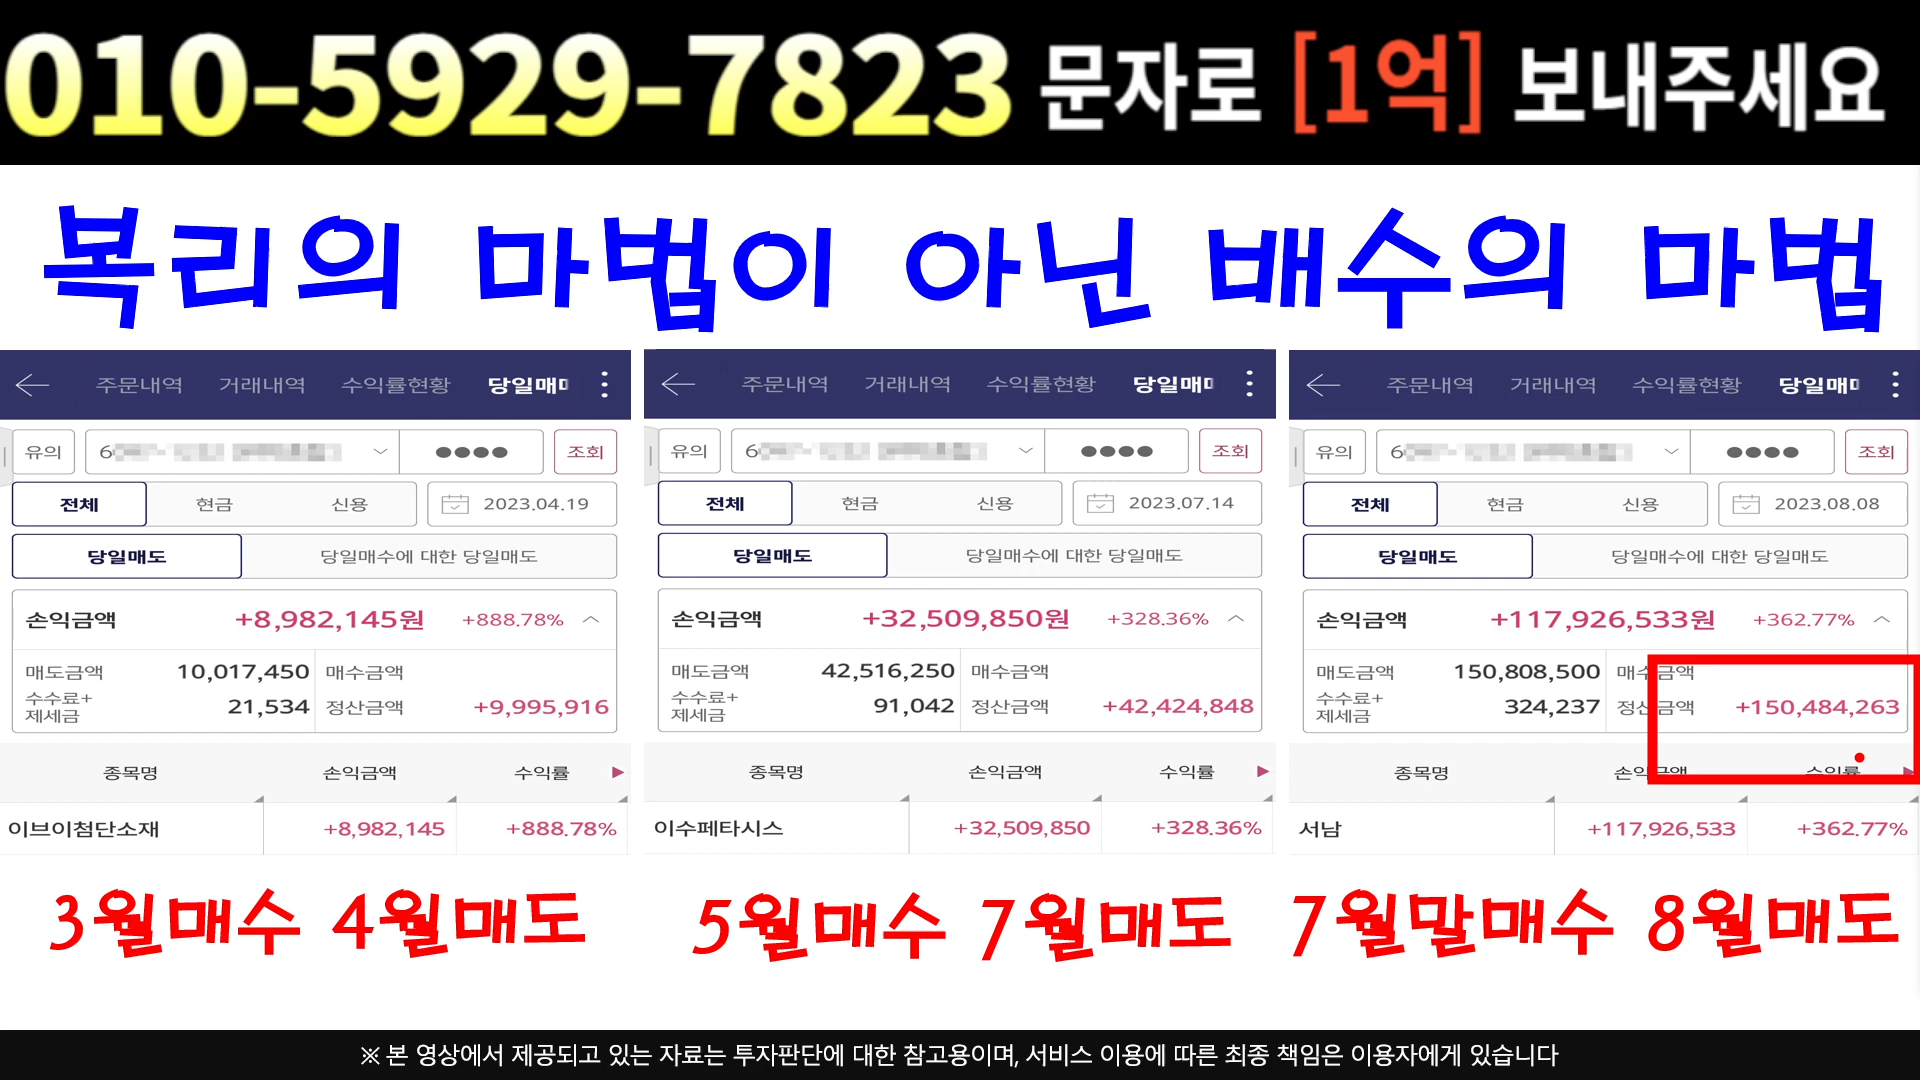 010-5929-7823 문자로 [1억] 보내주세요
복리의 마법이 아닌 배수의 마법
주문내역 거래내역 수익률현황 당일매매
유의 6 ●●●● 조회
전체 현금 신용 2023.04.19
당일매도 당일매수에 대한 당일매도
손익금액 +8,982,145원 +888.78%
매도금액 10,017,450 매수금액
수수료+
제세금 21,534 정산금액 +9,995,916
종목명 손익금액 수익률
이브이첨단소재 +8,982,145 +888.78%
3월매수 4월매도
주문내역 거래내역 수익률현황 당일매매
유의 6 ●●●● 조회
전체 현금 신용 2023.07.14
당일매도 당일매수에 대한 당일매도
손익금액 +32,509,850원 +328.36%
매도금액 42,516,250 매수금액
수수료+
제세금 91,042 정산금액 +42,424,848
종목명 손익금액 수익률
이수페타시스 +32,509,850 +328.36%
5월매수 7월매도
주문내역 거래내역 수익률현황 당일매매
유의 6 ●●●● 조회
전체 현금 신용 2023.08.08
당일매도 당일매수에 대한 당일매도
손익금액 +117,926,533원 +362.77%
매도금액 150,808,500 매수금액
수수료+
제세금 324,237 정산금액 +150,484,263
종목명 손익금액 수익률
서남 +117,926,533 +362.77%
7월말매수 8월매도
※ 본 영상에서 제공되고 있는 자료는 투자판단에 대한 참고용이며, 서비스 이용에 따른 최종 책임은 이용자에게 있습니다